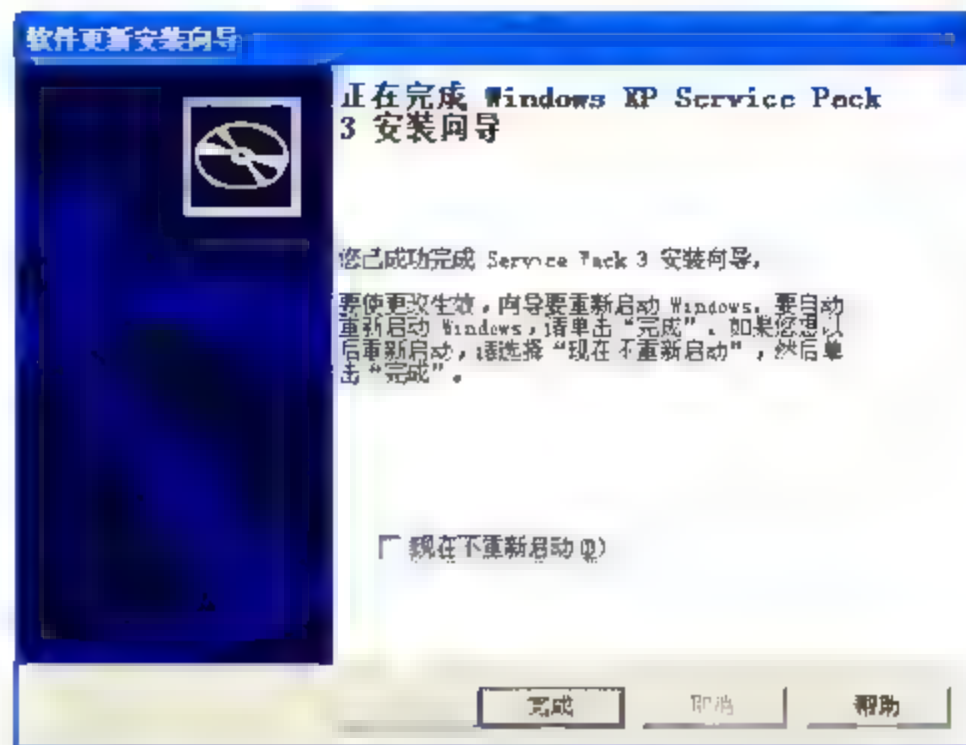 软件更新安装向导
正在完成 Windows XP Service Pack
3 安装向导
您已成功完成 Service Pack 3 安装向导。
要使更改生效，向导要重新启动 Windows。要自动
重新启动 Windows，请单击“完成”。如果您想以
后重新启动，请选择“现在不重新启动”，然后单
击“完成”。
现在不重新启动(D)
完成 取消 帮助